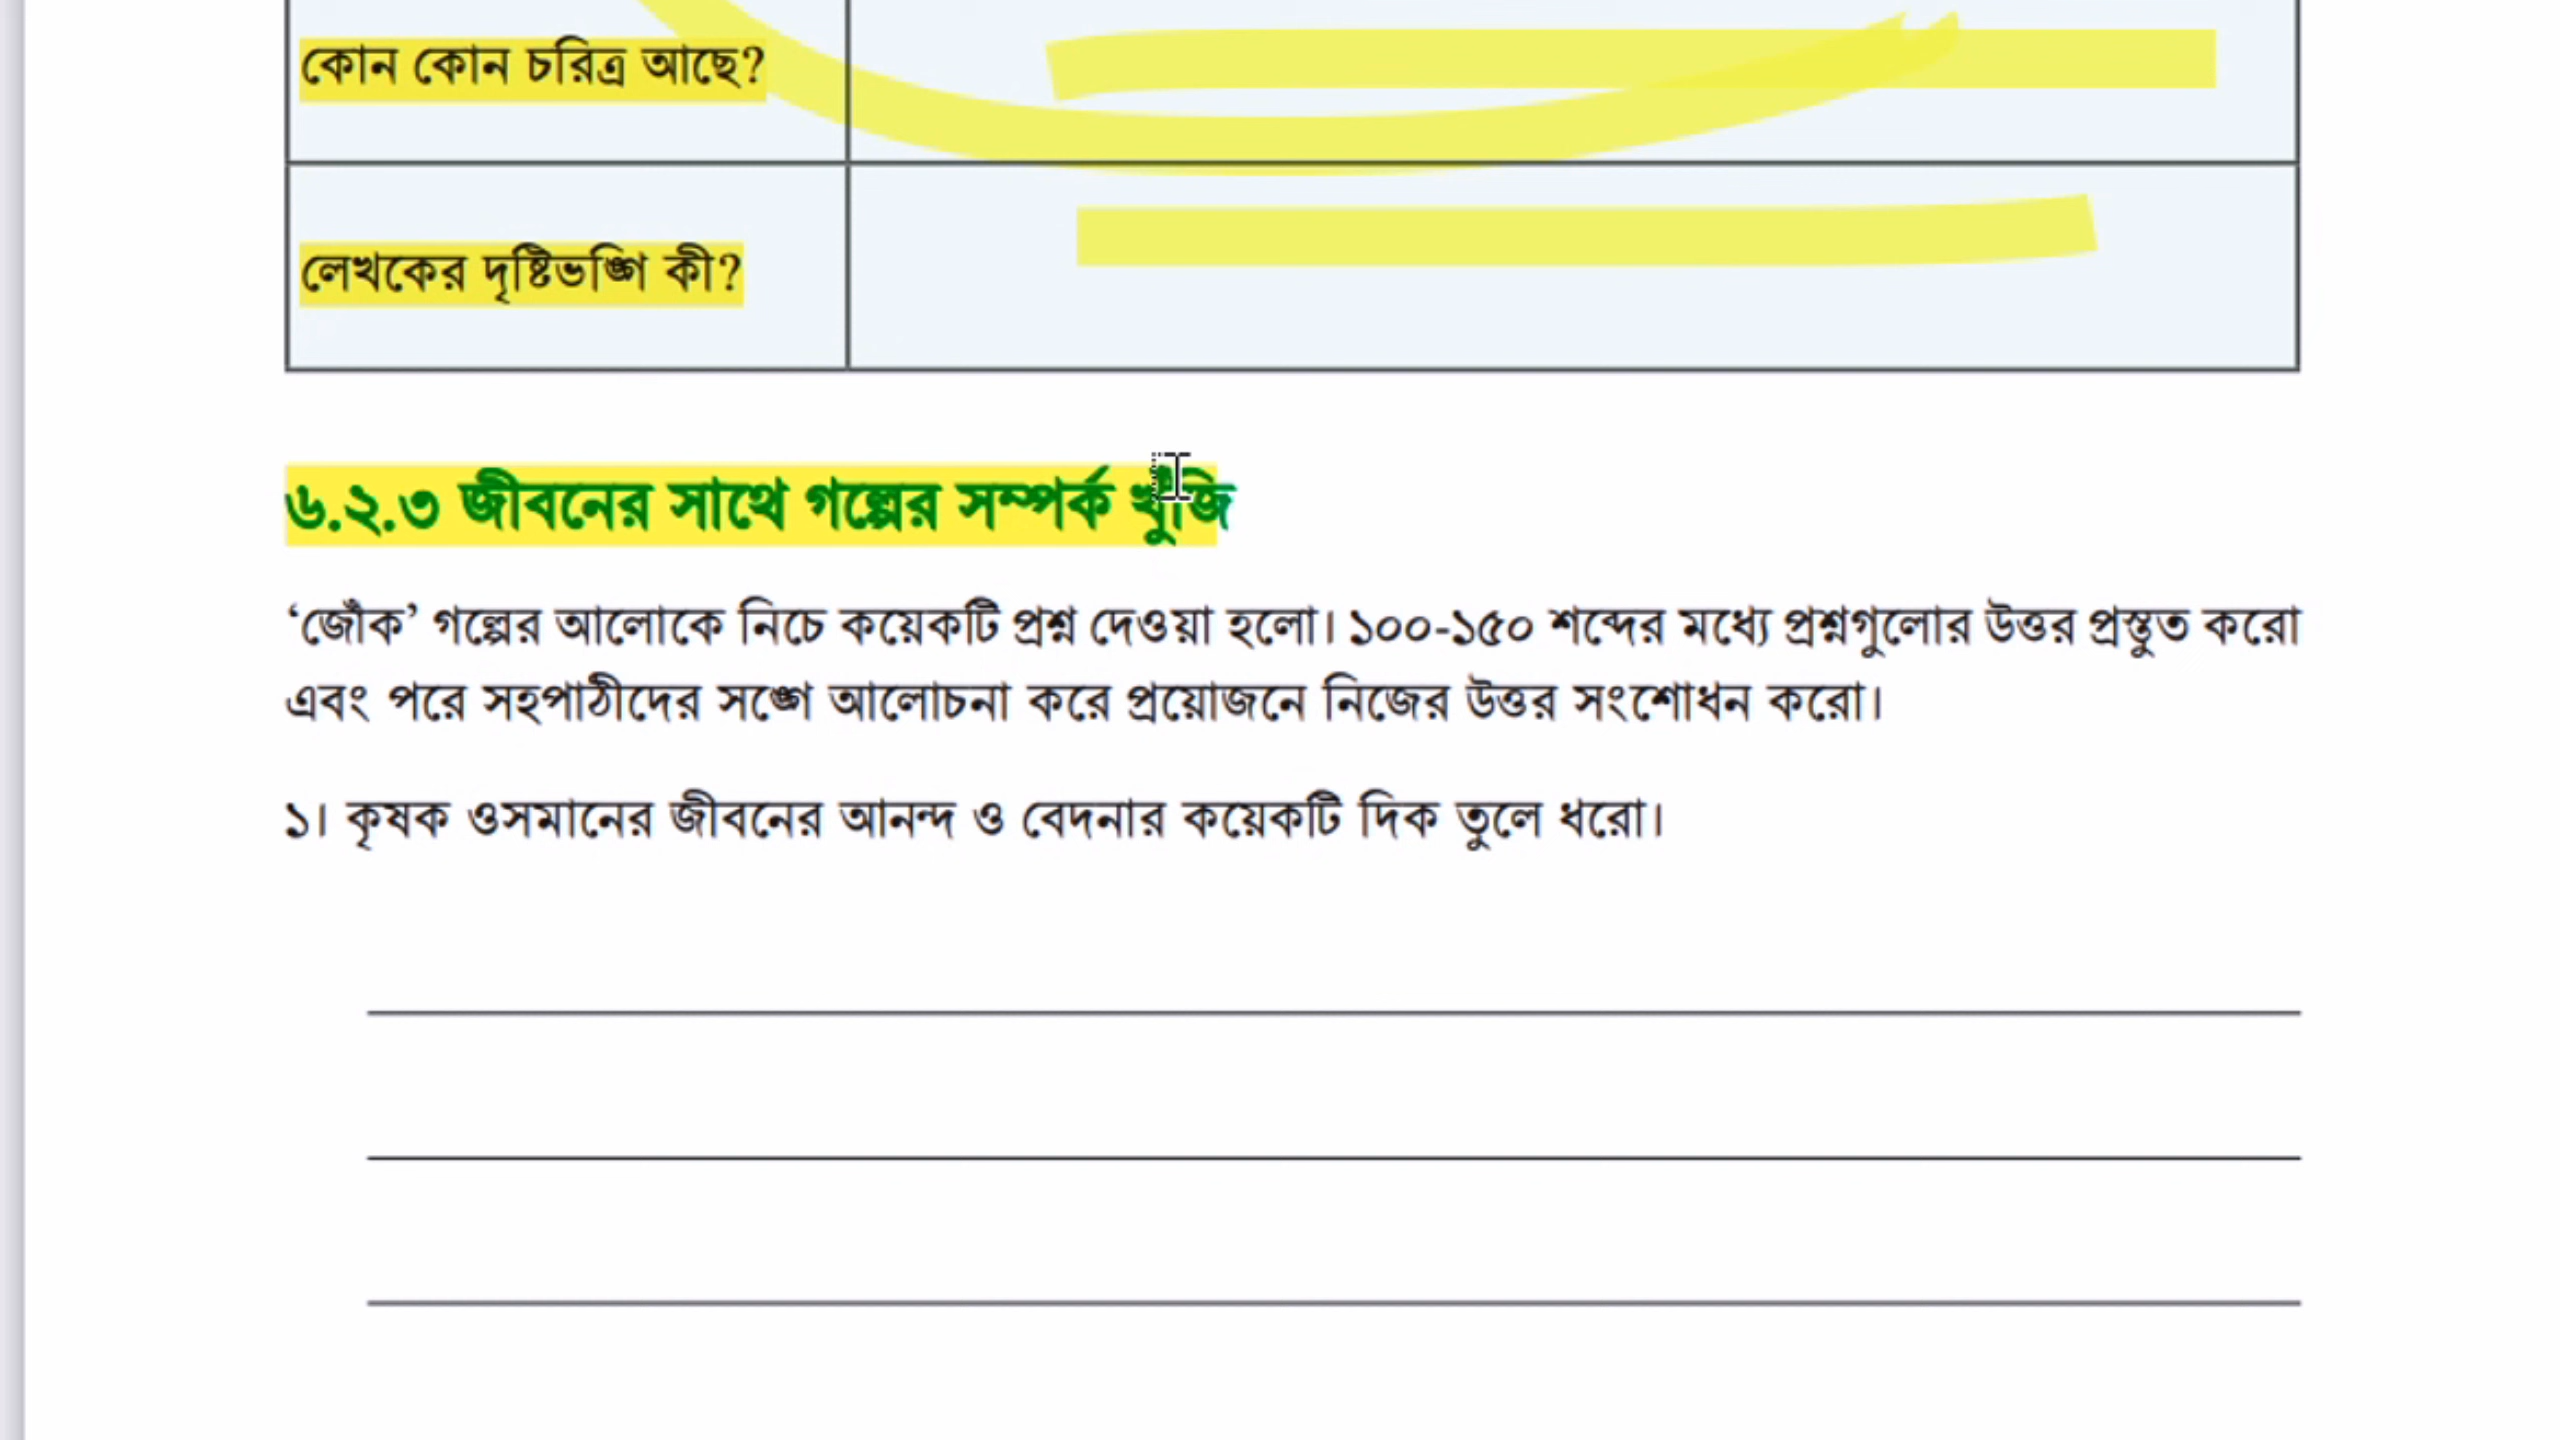 কোন কোন চরিত্র আছে?
লেখকের দৃষ্টিভঙ্গি কী?
৬.২.৩ জীবনের সাথে গল্পের সম্পর্ক খুঁজি
‘জোঁক’ গল্পের আলোকে নিচে কয়েকটি প্রশ্ন দেওয়া হলো। ১০০-১৫০ শব্দের মধ্যে প্রশ্নগুলোর উত্তর প্রস্তুত করো
এবং পরে সহপাঠীদের সঙ্গে আলোচনা করে প্রয়োজনে নিজের উত্তর সংশোধন করো।
১। কৃষক ওসমানের জীবনের আনন্দ ও বেদনার কয়েকটি দিক তুলে ধরো।